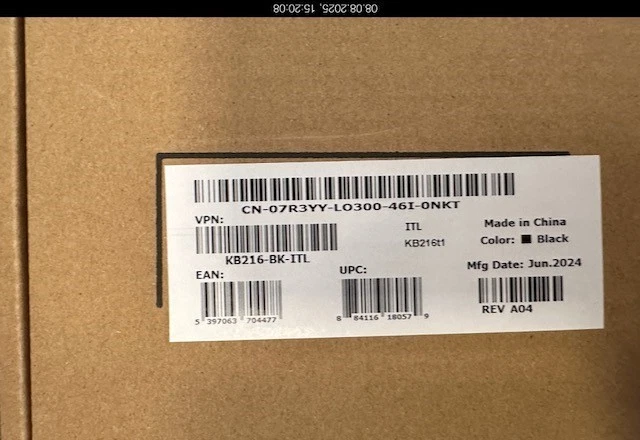 08.08.2025, 15:20:08
CN-07R3YY-LO300-46I-0NKT
VPN:
KB216-BK-ITL
ITL
KB216t1
Made in China
Color: Black
EAN:
5 397063 704477
UPC:
8 84116 18057 9
Mfg Date: Jun.2024
REV A04